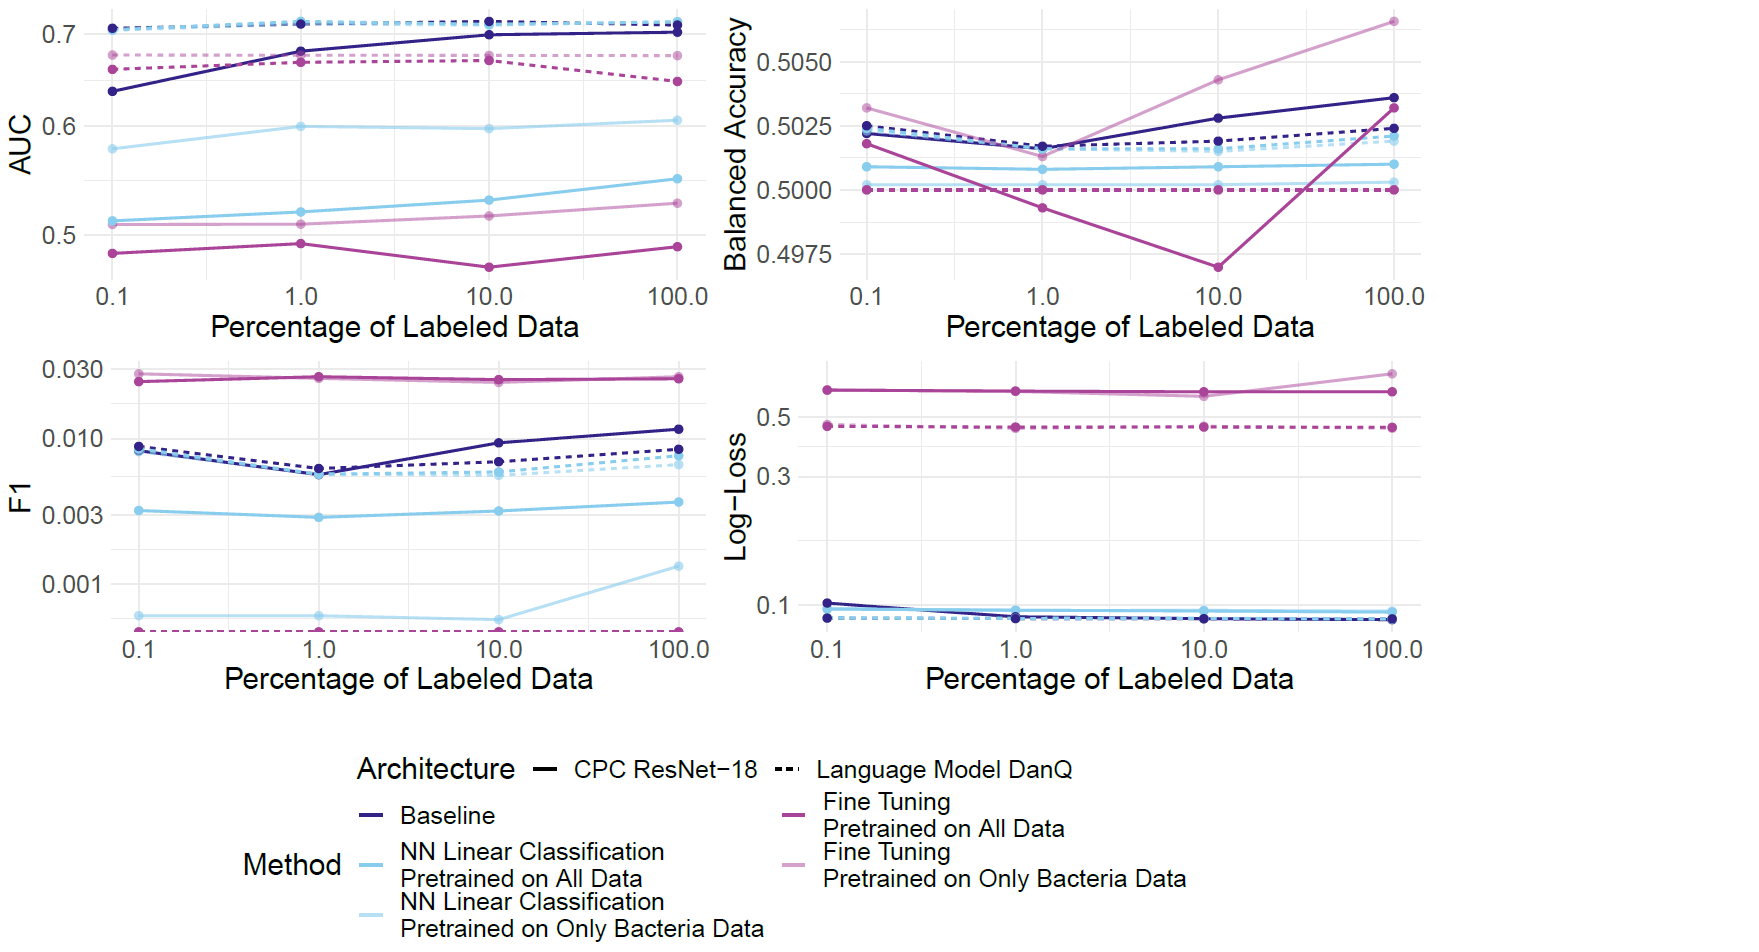 0.7
0.6
0.5
AUC
0.1 1.0 10.0 100.0
Percentage of Labeled Data
0.5050
0.5025
0.5000
0.4975
Balanced Accuracy
0.1 1.0 10.0 100.0
Percentage of Labeled Data
0.030
0.010
0.003
0.001
F1
0.1 1.0 10.0 100.0
Percentage of Labeled Data
0.5
0.3
0.1
Log−Loss
0.1 1.0 10.0 100.0
Percentage of Labeled Data
Architecture CPC ResNet−18 Language Model DanQ
Method
Baseline
NN Linear Classification
Pretrained on All Data
NN Linear Classification
Pretrained on Only Bacteria Data
Fine Tuning
Pretrained on All Data
Fine Tuning
Pretrained on Only Bacteria Data